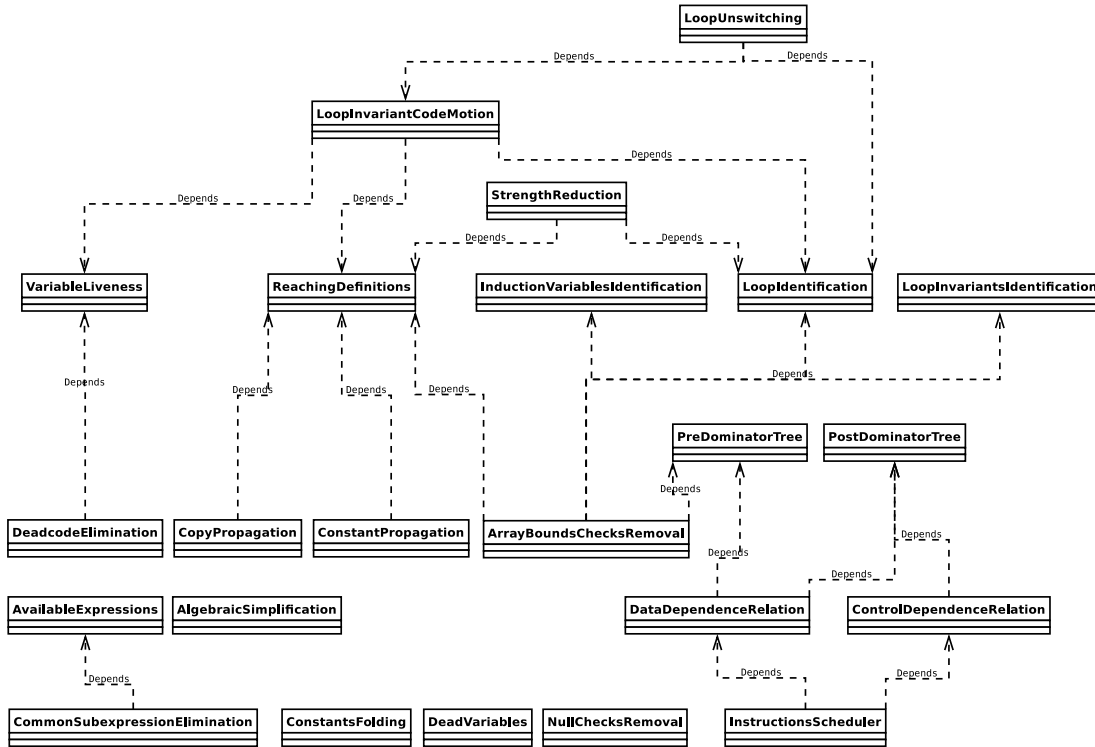 LoopUnswitching
Depends
Depends
LoopInvariantCodeMotion
Depends
Depends
Depends
StrengthReduction
Depends
Depends
VariableLiveness
ReachingDefinitions
InductionVariablesIdentification
LoopIdentification
LoopInvariantsIdentification
Depends
Depends
Depends
Depends
PreDominatorTree
PostDominatorTree
Depends
DeadcodeElimination
CopyPropagation
ConstantPropagation
ArrayBoundsChecksRemoval
Depends
Depends
AvailableExpressions
AlgebraicSimplification
DataDependenceRelation
ControlDependenceRelation
Depends
Depends
Depends
CommonSubexpressionElimination
ConstantsFolding
DeadVariables
NullChecksRemoval
InstructionsScheduler